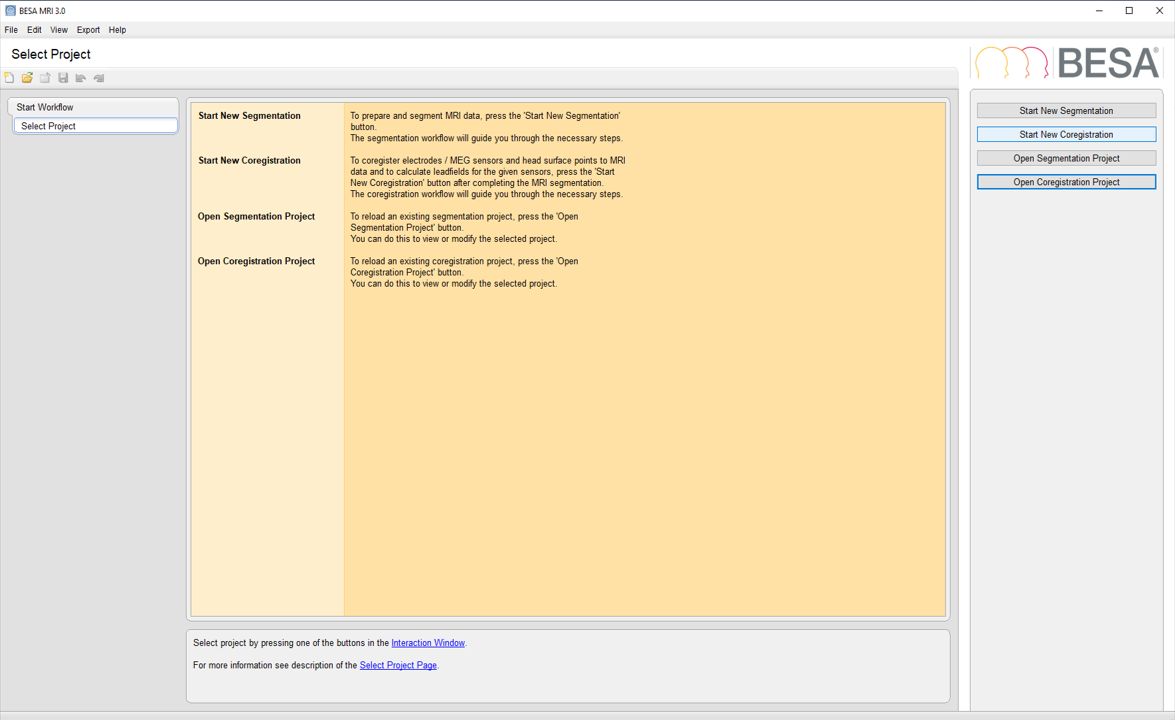 BESA MRI 3.0
File Edit View Export Help
Select Project
BESA®
Start Workflow
Select Project
Start New Segmentation
To prepare and segment MRI data, press the 'Start New Segmentation'
button.
The segmentation workflow will guide you through the necessary steps.
Start New Coregistration
To coregister electrodes / MEG sensors and head surface points to MRI
data and to calculate leadfields for the given sensors, press the 'Start
New Coregistration' button after completing the MRI segmentation.
The coregistration workflow will guide you through the necessary steps.
Open Segmentation Project
To reload an existing segmentation project, press the 'Open
Segmentation Project' button.
You can do this to view or modify the selected project.
Open Coregistration Project
To reload an existing coregistration project, press the 'Open
Coregistration Project' button.
You can do this to view or modify the selected project.
Start New Segmentation
Start New Coregistration
Open Segmentation Project
Open Coregistration Project
Select project by pressing one of the buttons in the Interaction Window.
For more information see description of the Select Project Page.